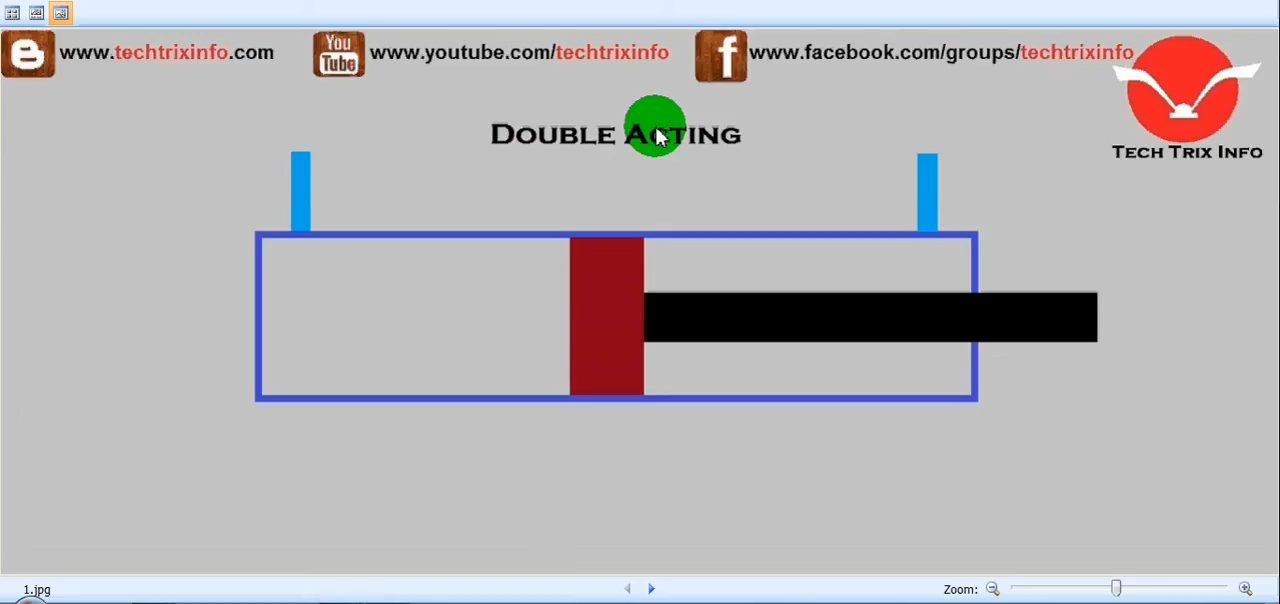 www.techtrixinfo.com
You Tube
www.youtube.com/techtrixinfo
f
www.facebook.com/groups/techtrixinfo
Double Acting
Tech Trix Info
1.jpg
Zoom: